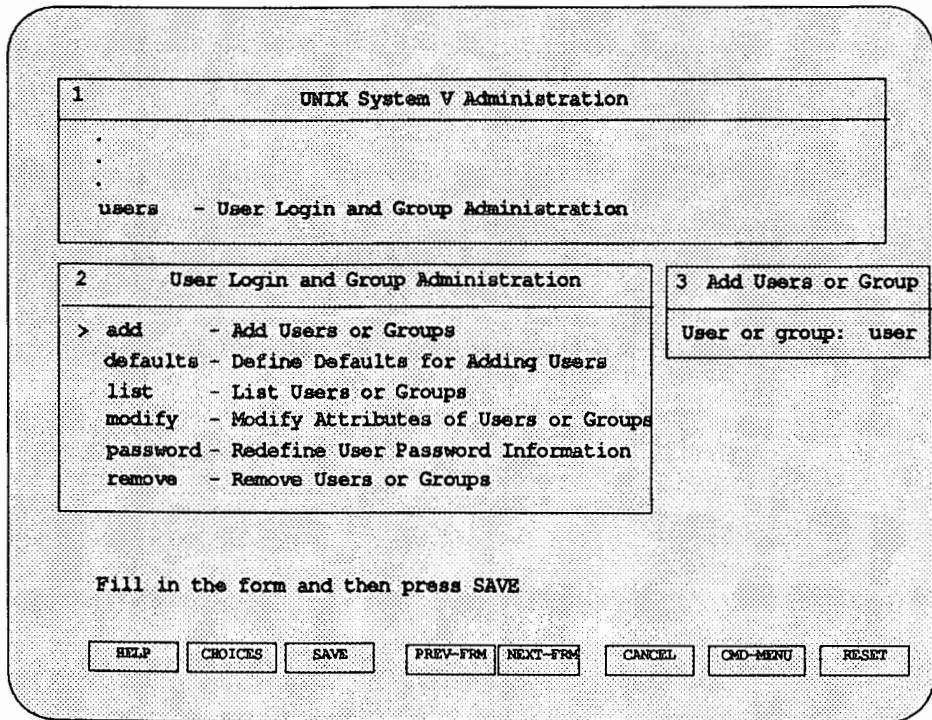 1 UNIX System V Administration
.
.
.
users - User Login and Group Administration
2 User Login and Group Administration
> add - Add Users or Groups
defaults - Define Defaults for Adding Users
list - List Users or Groups
modify - Modify Attributes of Users or Groups
password - Redefine User Password Information
remove - Remove Users or Groups
3 Add Users or Group
User or group: user
Fill in the form and then press SAVE
HELP CHOICES SAVE PREV-FRM NEXT-FRM CANCEL CMD-MENU RESET